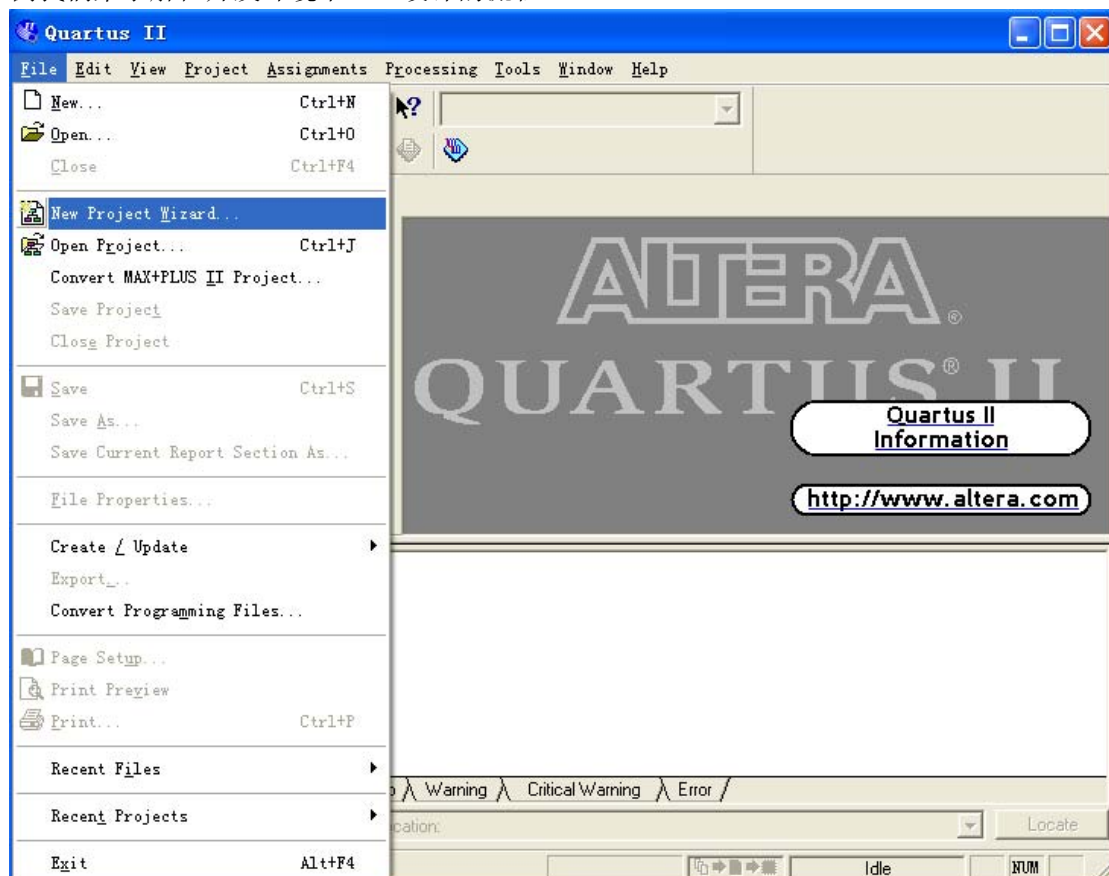 Quartus II
File Edit View Project Assignments Processing Tools Window Help
New... Ctrl+N
Open... Ctrl+O
Close Ctrl+F4
New Project Wizard...
Open Project... Ctrl+J
Convert MAX+PLUS II Project...
Save Project
Close Project
Save Ctrl+S
Save As...
Save Current Report Section As...
File Properties...
Create / Update
Export...
Convert Programming Files...
Page Setup...
Print Preview
Print... Ctrl+P
Recent Files
Recent Projects
Exit Alt+F4
ALTERA®
QUARTUS® II
Quartus II
Information
http://www.altera.com
Warning Critical Warning Error
Locate
Idle NUM